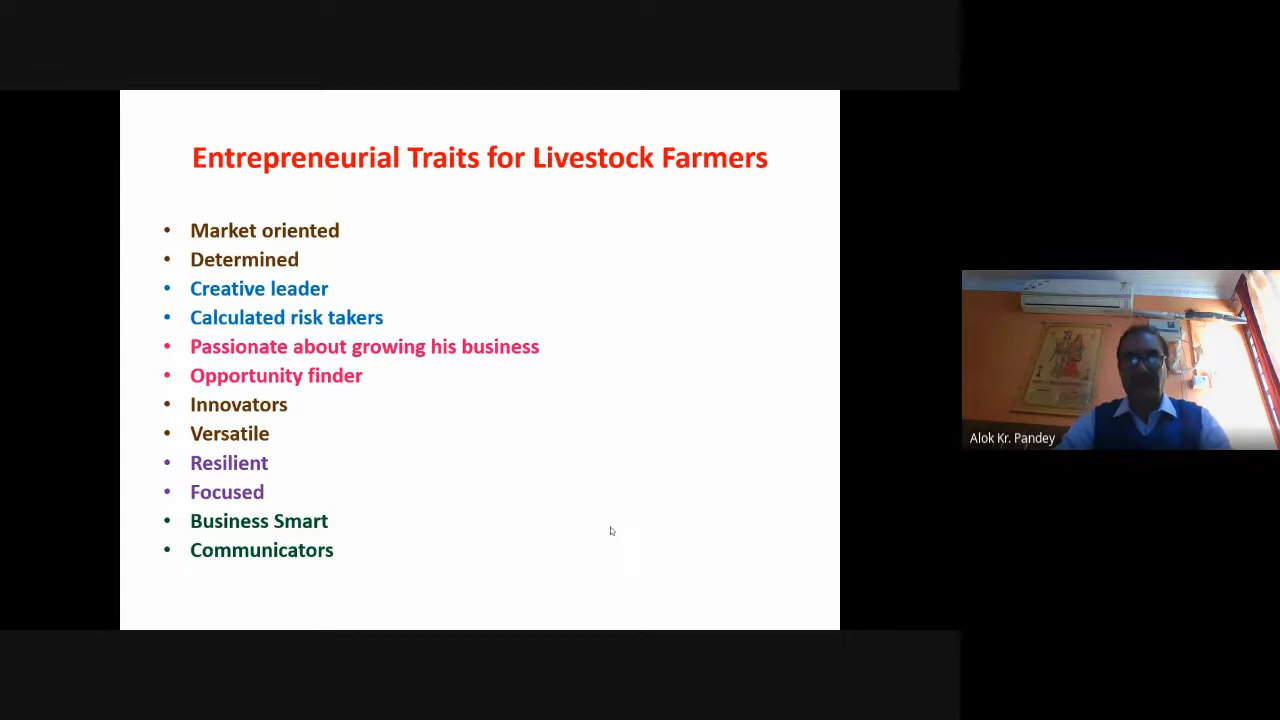 Entrepreneurial Traits for Livestock Farmers
• Market oriented
• Determined
• Creative leader
• Calculated risk takers
• Passionate about growing his business
• Opportunity finder
• Innovators
• Versatile
• Resilient
• Focused
• Business Smart
• Communicators
Alok Kr. Pandey